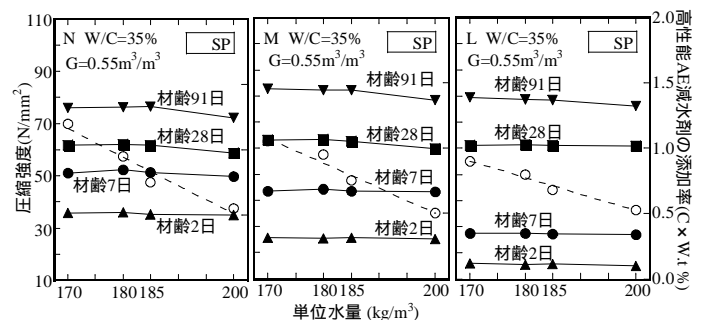 圧縮強度(N/mm²)
110
90
70
50
30
10
N W/C=35%
SP
G=0.55m³/m³
材齢91日
材齢28日
材齢7日
材齢2日
170 180 185 200
M W/C=35%
SP
G=0.55m³/m³
材齢91日
材齢28日
材齢7日
材齢2日
170 180 185 200
L W/C=35%
SP
G=0.55m³/m³
材齢91日
材齢28日
材齢7日
材齢2日
170 180 185 200
2.0
1.5
1.0
0.5
0.0
高性能AE減水剤の添加率(C×W.t%)
単位水量 (kg/m³)